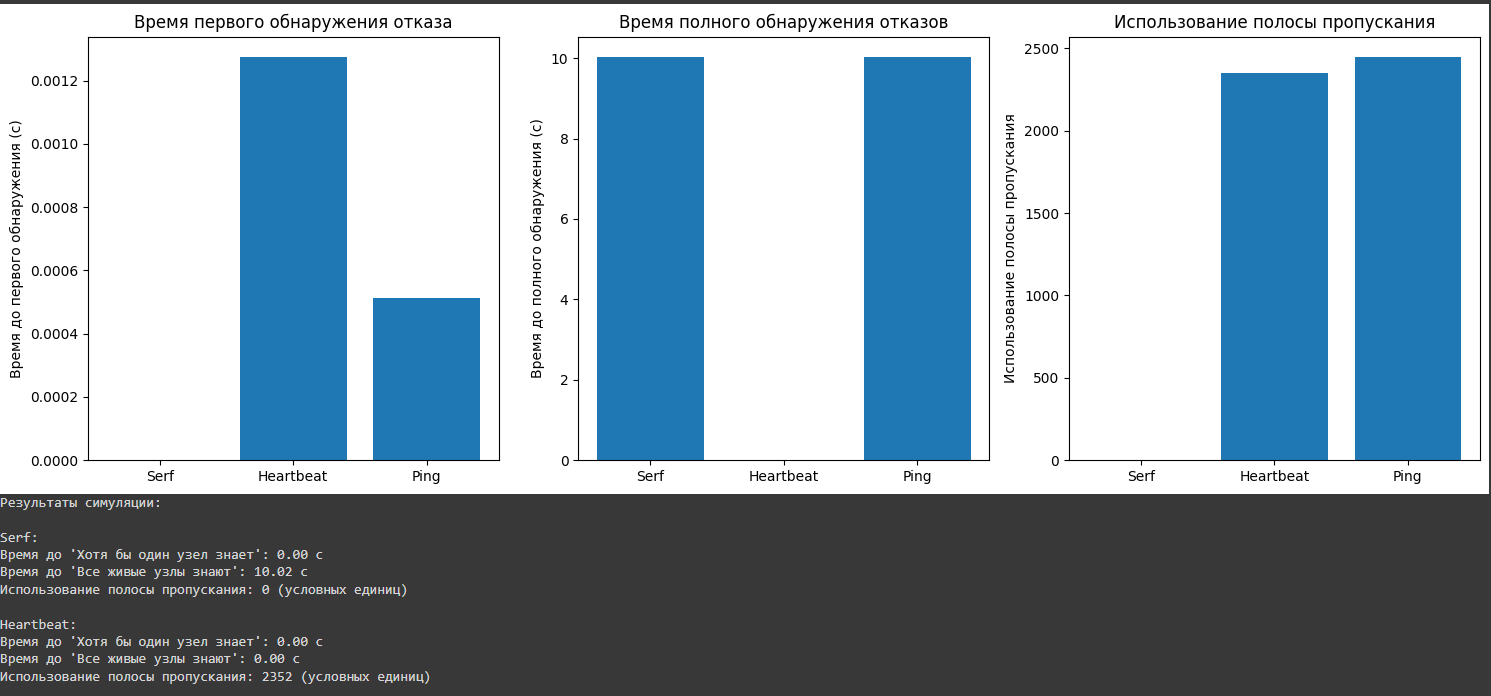 Время первого обнаружения отказа
Время до первого обнаружения (с)
0.0012
0.0010
0.0008
0.0006
0.0004
0.0002
0.0000
Serf
Heartbeat
Ping
Время полного обнаружения отказов
Время до полного обнаружения (с)
10
8
6
4
2
0
Serf
Heartbeat
Ping
Использование полосы пропускания
Использование полосы пропускания
2500
2000
1500
1000
500
0
Serf
Heartbeat
Ping
Результаты симуляции:
Serf:
Время до 'Хотя бы один узел знает': 0.00 с
Время до 'Все живые узлы знают': 10.02 с
Использование полосы пропускания: 0 (условных единиц)
Heartbeat:
Время до 'Хотя бы один узел знает': 0.00 с
Время до 'Все живые узлы знают': 0.00 с
Использование полосы пропускания: 2352 (условных единиц)